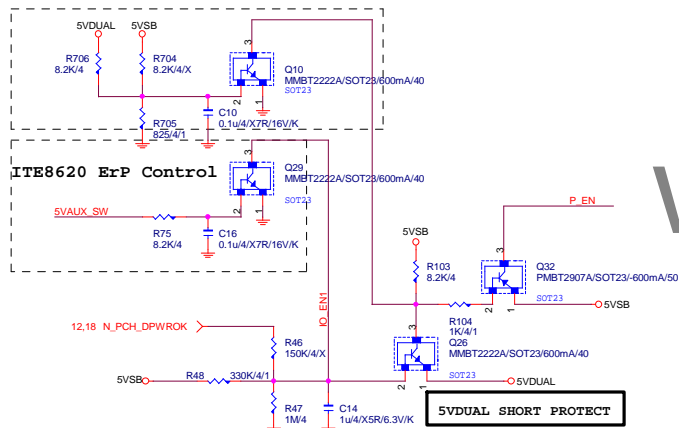 5VDUAL 5VSB
R706
8.2K/4
R704
8.2K/4/X
3
Q10
MMBT2222A/SOT23/600mA/40
SOT23
2
1
R705
825/4/1
C10
0.1u/4/X7R/16V/K
ITE8620 ErP Control
3
Q29
MMBT2222A/SOT23/600mA/40
SOT23
2
1
5VAUX_SW
R75
8.2K/4
C16
0.1u/4/X7R/16V/K
P_EN
5VSB
R103
8.2K/4
3
Q32
PMBT2907A/SOT23/-600mA/50
SOT23
2
1
5VSB
R104
1K/4/1
IO_EN1
12,18 N_PCH_DPWROK
R46
150K/4/X
3
Q26
MMBT2222A/SOT23/600mA/40
SOT23
2
1
5VDUAL
5VSB
R48
330K/4/1
R47
1M/4
C14
1u/4/X5R/6.3V/K
5VDUAL SHORT PROTECT